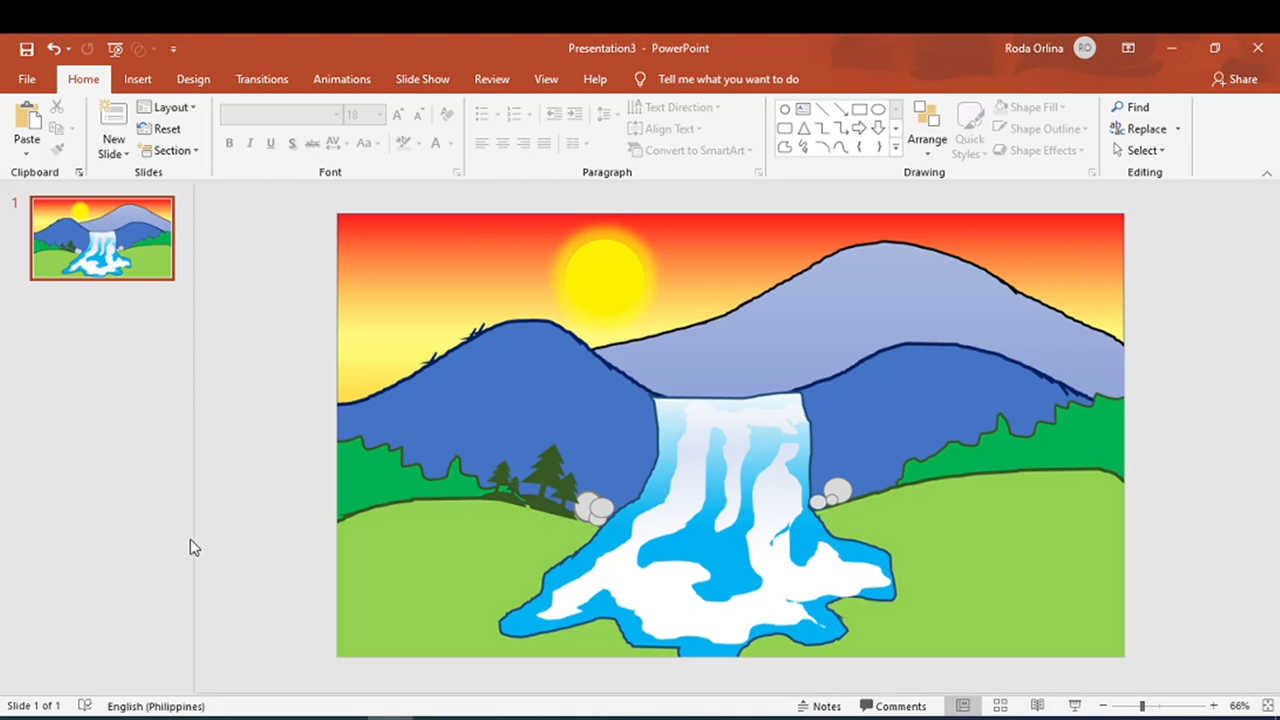 Presentation3 - PowerPoint
Roda Orlina
RO
File Home Insert Design Transitions Animations Slide Show Review View Help Tell me what you want to do Share
Paste
Clipboard
New Slide
Layout
Reset
Section
Slides
18
B I U S abc AV Aa A
Font
Text Direction
Align Text
Convert to SmartArt
Paragraph
Arrange
Quick Styles
Shape Fill
Shape Outline
Shape Effects
Drawing
Find
Replace
Select
Editing
1
Slide 1 of 1 English (Philippines) Notes Comments 66%